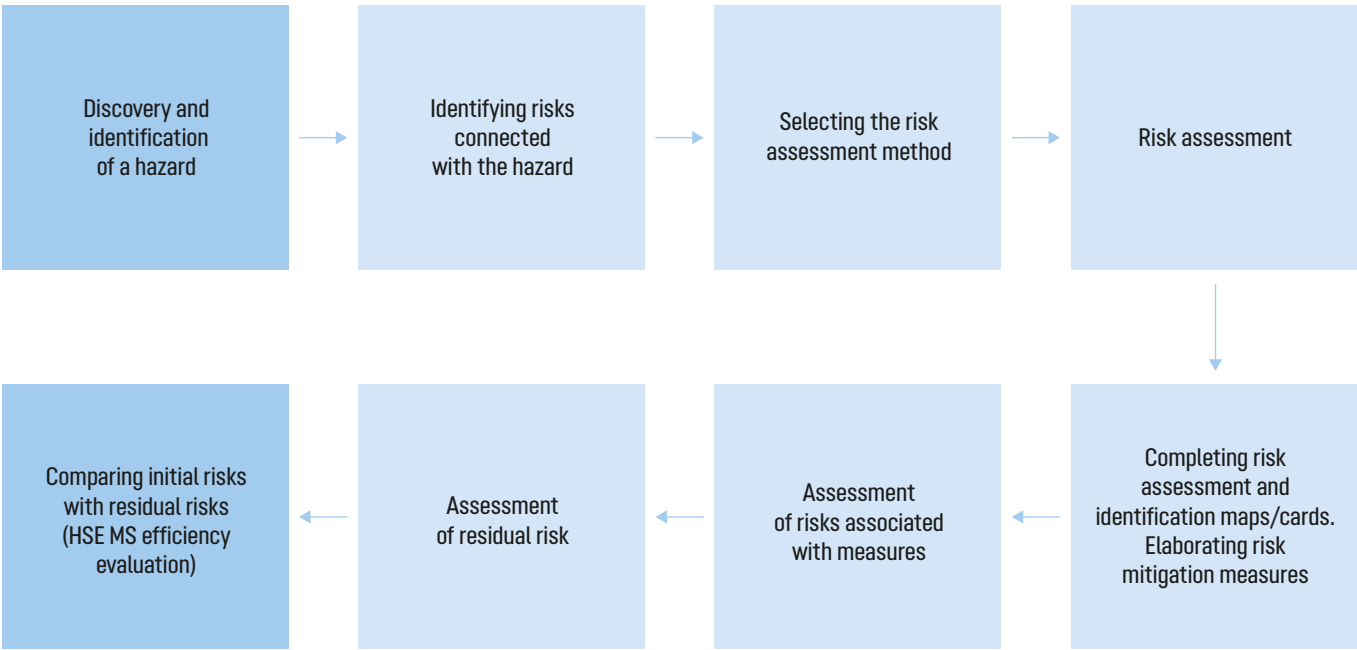 Discovery and
identification
of a hazard
Identifying risks
connected
with the hazard
Selecting the risk
assessment method
Risk assessment
Completing risk
assessment and
identification maps/cards.
Elaborating risk
mitigation measures
Assessment
of risks associated
with measures
Assessment
of residual risk
Comparing initial risks
with residual risks
(HSE MS efficiency
evaluation)